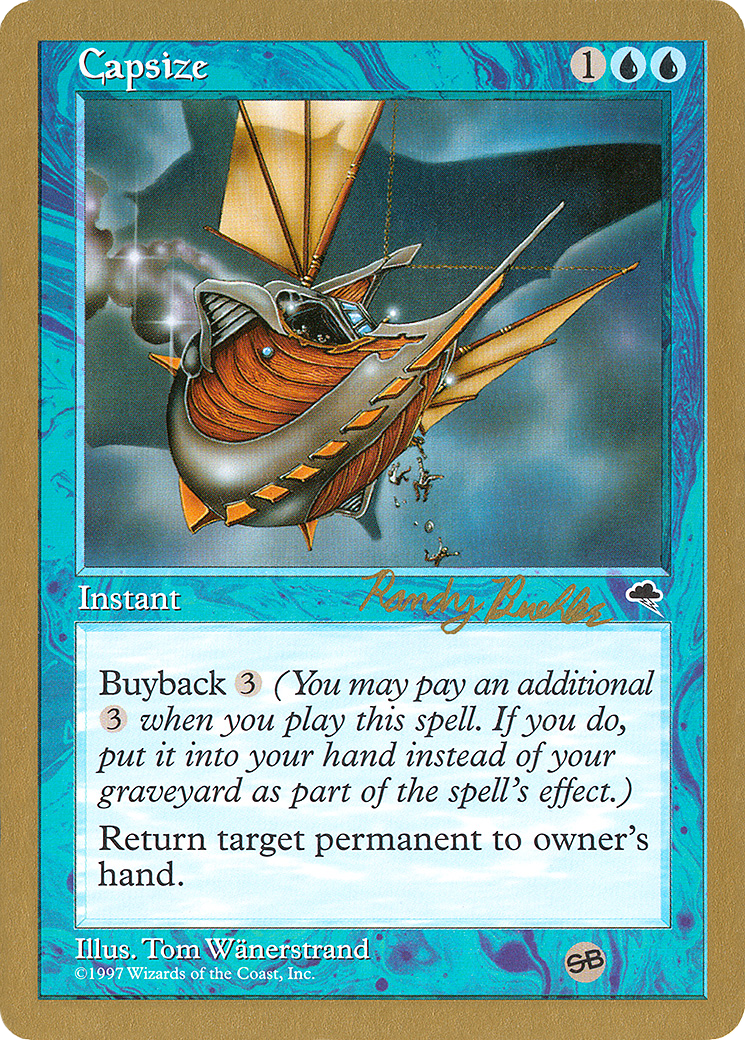 Capsize 1
Instant
Randy Buehler
Buyback 3 (You may pay an additional
3 when you play this spell. If you do,
put it into your hand instead of your
graveyard as part of the spell's effect.)
Return target permanent to owner's
hand.
Illus. Tom Wänerstrand
©1997 Wizards of the Coast, Inc.
SB